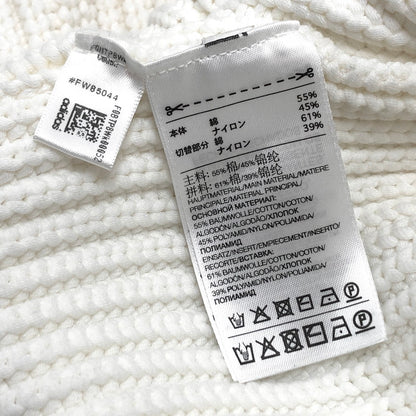 #FW85044
adidas
F0BTP8WK00052
55%
本体 綿 45%
ナイロン 61%
切替部分 綿 39%
ナイロン
主料: 55%棉/45%锦纶
拼料: 61%棉/39%锦纶
HAUPTMATERIAL/MAIN MATERIAL/MATIERE
PRINCIPALE/MATERIAL PRINCIPAL/
ОСНОВНОЙ МАТЕРИАЛ:
55% BAUMWOLLE/COTTON/COTON/
ALGODÓN/ALGODÃO/ХЛОПОК
45% POLYAMID/NYLON/POLYAMIDE/
ПОЛИАМИД
EINSATZ/INSERT/EMPIECEMENT/INSERTO/
RECORTE/ВСТАВКА:
61% BAUMWOLLE/COTTON/COTON/
ALGODÓN/ALGODÃO/ХЛОПОК
39% POLYAMID/NYLON/POLYAMIDE/
ПОЛИАМИД